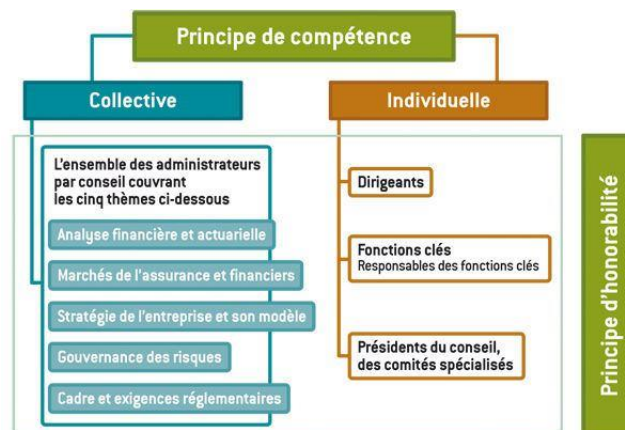 Principe de compétence
Collective
Individuelle
L'ensemble des administrateurs
par conseil couvrant
les cinq thèmes ci-dessous
Analyse financière et actuarielle
Marchés de l'assurance et financiers
Stratégie de l'entreprise et son modèle
Gouvernance des risques
Cadre et exigences réglementaires
Dirigeants
Fonctions clés
Responsables des fonctions clés
Présidents du conseil,
des comités spécialisés
Principe d'honorabilité